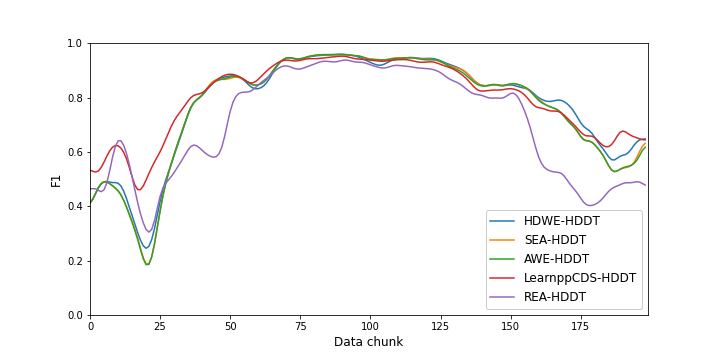 1.0
0.8
0.6
0.4
0.2
0.0
F1
0
25
50
75
100
125
150
175
Data chunk
HDWE-HDDT
SEA-HDDT
AWE-HDDT
LearnppCDS-HDDT
REA-HDDT